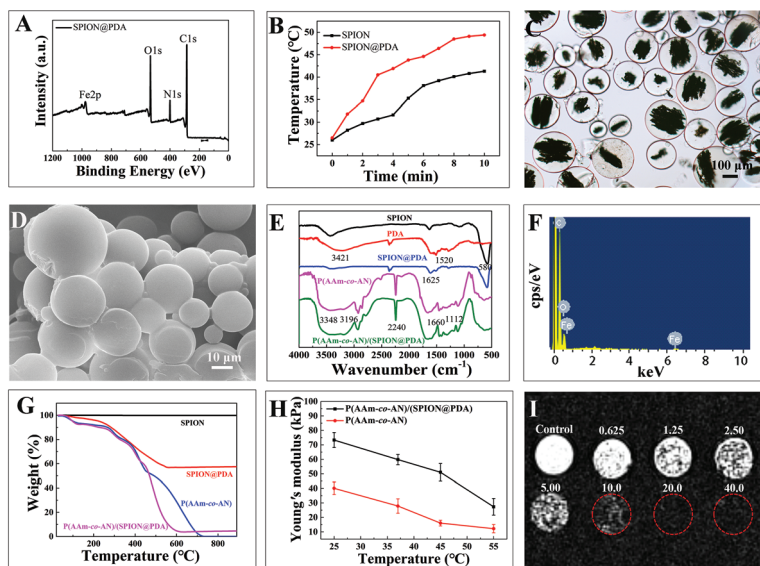 A
SPION@PDA
O1s
C1s
N1s
Fe2p
Intensity (a.u.)
1200 1000 800 600 400 200 0
Binding Energy (eV)
B
SPION
SPION@PDA
Temperature (℃)
50
45
40
35
30
25
0 2 4 6 8 10
Time (min)
C
100 μm
D
10 μm
E
SPION
PDA
3421
1520
580
SPION@PDA
1625
P(AAm-co-AN)
3348 3196
2240
1660 1112
P(AAm-co-AN)/(SPION@PDA)
4000 3500 3000 2500 2000 1500 1000 500
Wavenumber (cm-1)
F
cps/eV
O
Fe
Fe
0 2 4 6 8 10
keV
G
SPION
SPION@PDA
P(AAm-co-AN)
P(AAm-co-AN)/(SPION@PDA)
Weight (%)
100
80
60
40
20
0
200 400 600 800
Temperature (℃)
H
P(AAm-co-AN)/(SPION@PDA)
P(AAm-co-AN)
Young's modulus (kPa)
100
90
80
70
60
50
40
30
20
10
0
25 30 35 40 45 50 55
Temperature (℃)
I
Control 0.625 1.25 2.50
5.00 10.0 20.0 40.0